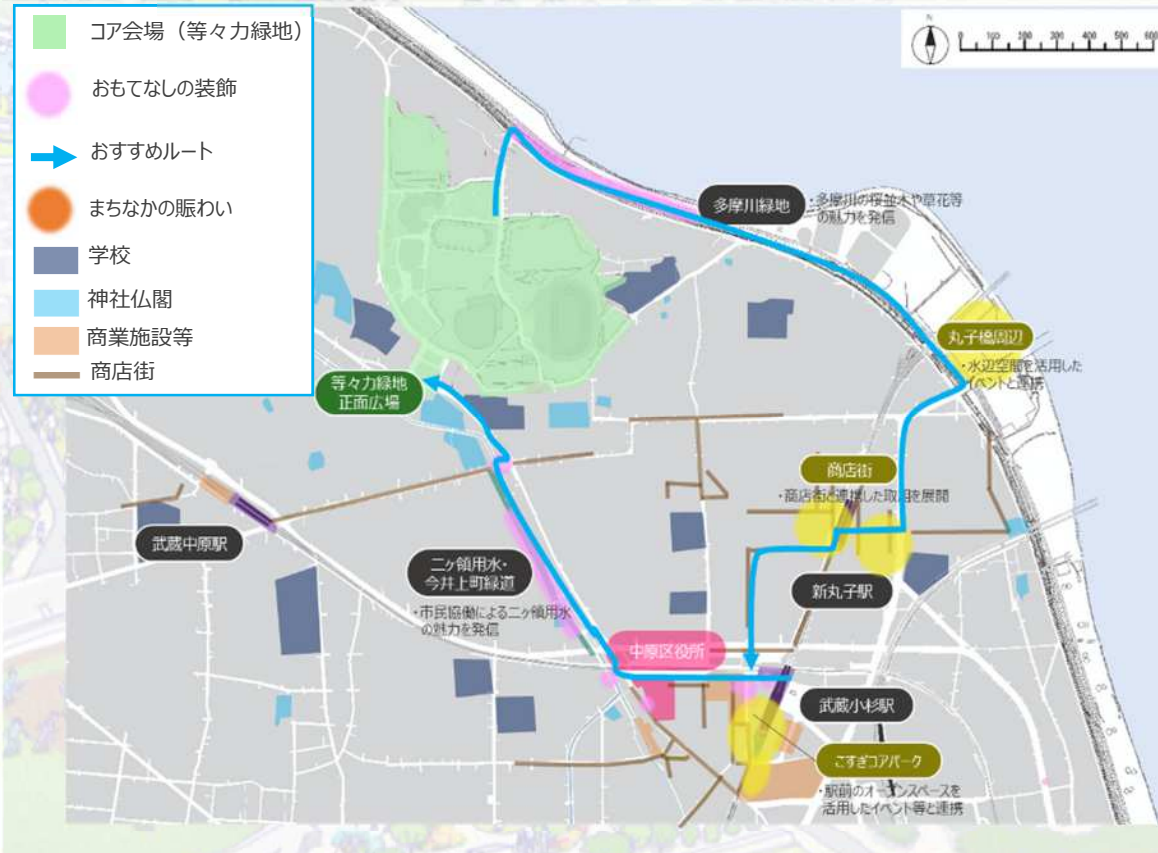 コア会場（等々力緑地）
おもてなしの装飾
おすすめルート
まちなかの賑わい
学校
神社仏閣
商業施設等
商店街
N
0 100 200 300 400 500 600
多摩川緑地
・多摩川の桜並木や草花等
の魅力を発信
丸子橋周辺
・水辺空間を活用した
イベントと連携
等々力緑地
正面広場
商店街
・商店街と連携した取組を展開
武蔵中原駅
二ヶ領用水・
今井上町緑道
・市民協働による二ヶ領用水
の魅力を発信
新丸子駅
中原区役所
武蔵小杉駅
こすぎコアパーク
・駅前のオープンスペースを
活用したイベント等と連携